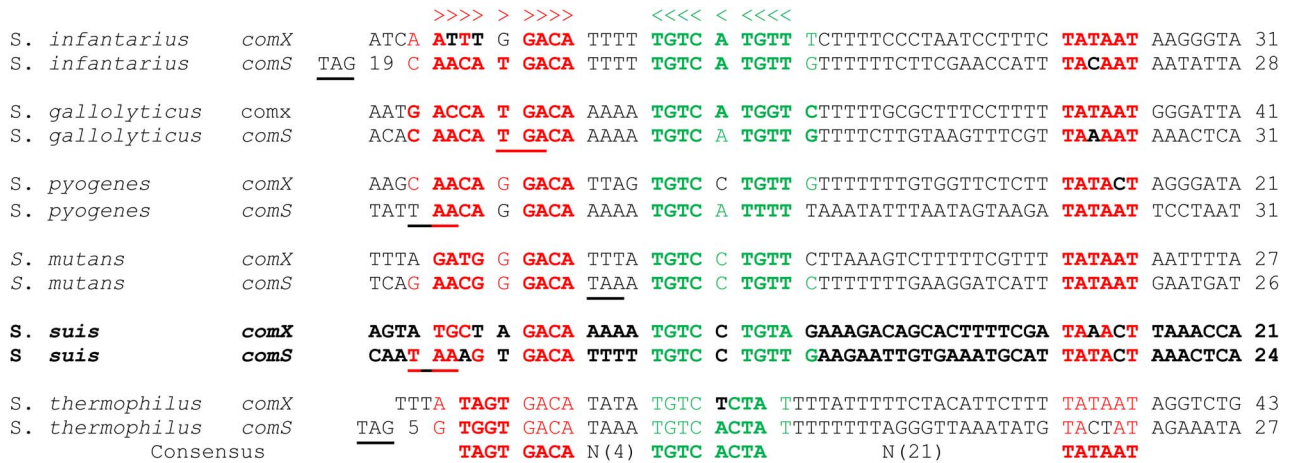 >>>> > >>>> <<<< < <<<<
S. infantarius comX ATCA ATTT G GACA TTTT TGTC A TGTT TCTTTTCCCTAATCCTTTC TATAAT AAGGGTA 31
S. infantarius comS TAG 19 C AACA T GACA TTTT TGTC A TGTT GTTTTTTCTTCGAACCATT TACAAT AATATTA 28
S. gallolyticus comx AATG ACCA T GACA AAAA TGTC A TGGT CTTTTTGCGCTTTCCTTTT TATAAT GGGATTA 41
S. gallolyticus comS ACAC AACA T GACA AAAA TGTC A TGTT GTTTCTTGTAAGTTTCGT TAAAAT AAACTCA 31
S. pyogenes comX AAGC AACA G GACA TTAG TGTC C TGTT GTTTTTTTGTGGTTCTCTT TATACT AGGGATA 21
S. pyogenes comS TATT AACA G GACA AAAA TGTC A TTTT TAAATATTTAATAGTAAGA TATAAT TCCTAAT 31
S. mutans comX TTTA GATG G GACA TTTA TGTC C TGTT CTTAAAGTCTTTTTCGTTT TATAAT AATTTTA 27
S. mutans comS TCAG AACG G GACA TAAA TGTC C TGTT CTTTTTTTGAAGGATCATT TATAAT GAATGAT 26
S. suis comX AGTA TGCT A GACA AAAA TGTC C TGTA GAAAGACAGCACTTTTCGA TAAACT TAAACCA 21
S suis comS CAAT AAAG T GACA TTTT TGTC C TGTT GAAGAATTGTGAAATGCAT TATACT AAACTCA 24
S. thermophilus comX TTTA TAGT GACA TATA TGTC TCTA TTTTATTTTTCTACATTCTTT TATAAT AGGTCTG 43
S. thermophilus comS TAG 5 G TGGT GACA TAAA TGTC ACTA TTTTTTTTAGGGTTAAATATG TACTAT AGAAATA 27
Consensus TAGT GACA N(4) TGTC ACTA N(21) TATAAT